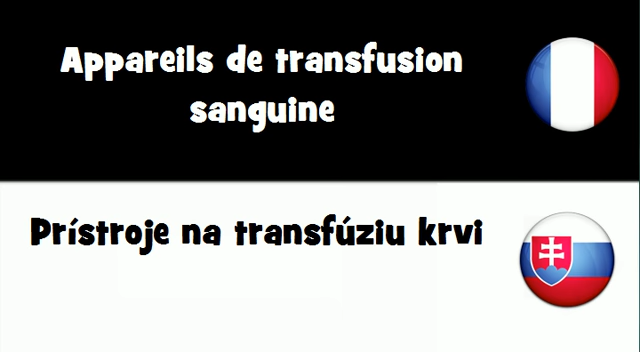 Appareils de transfusion
sanguine
Prístroje na transfúziu krvi